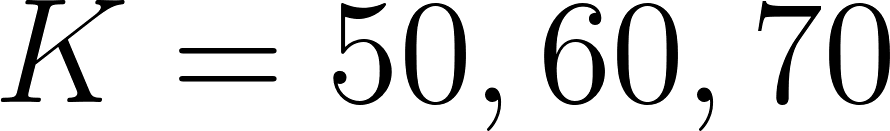 K = 50, 60, 70